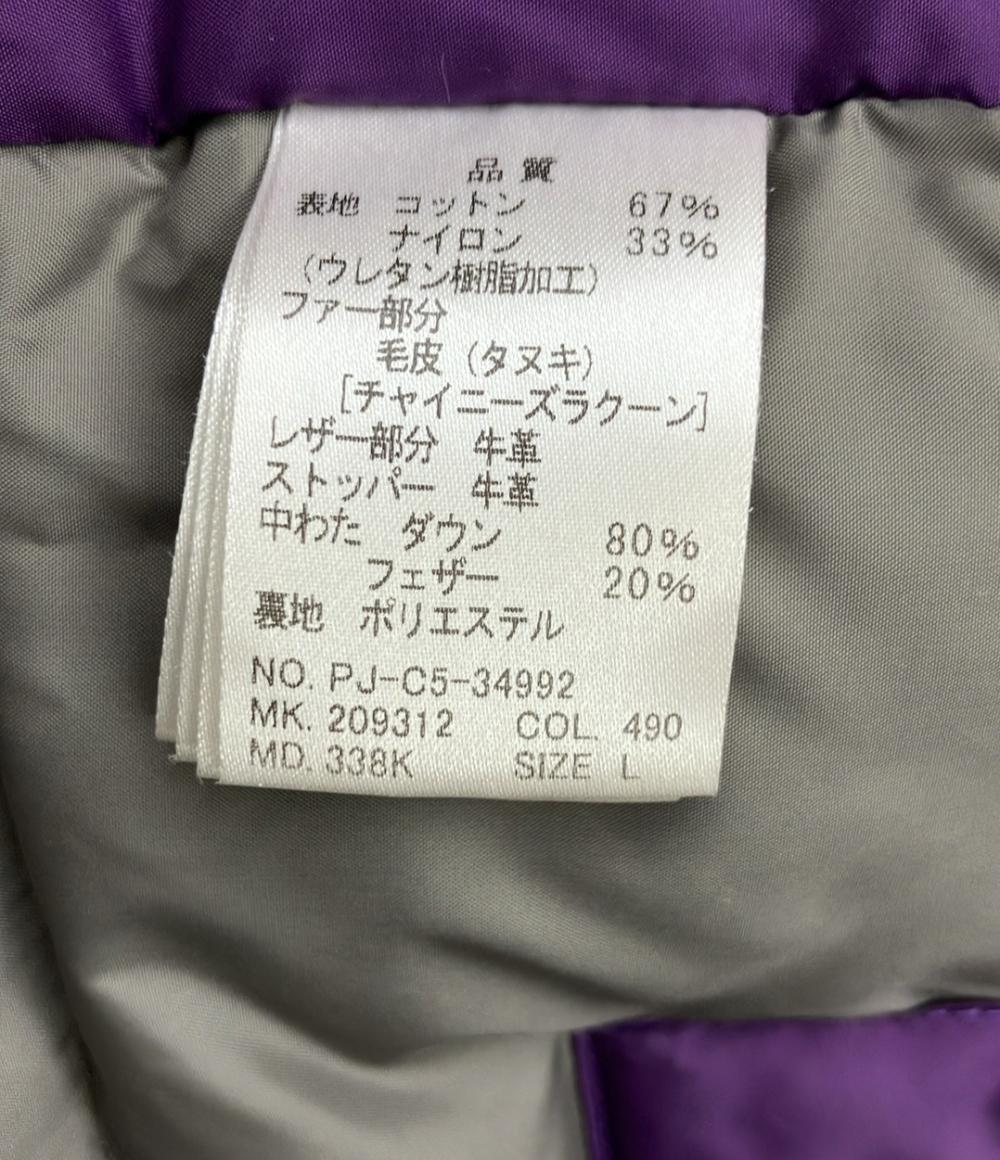 品質
表地 コットン 67%
ナイロン 33%
(ウレタン樹脂加工)
ファー部分
毛皮 (タヌキ)
[チャイニーズラクーン]
レザー部分 牛革
ストッパー 牛革
中わた ダウン 80%
フェザー 20%
裏地 ポリエステル
NO. PJ-C5-34992
MK. 209312 COL. 490
MD. 338K SIZE L